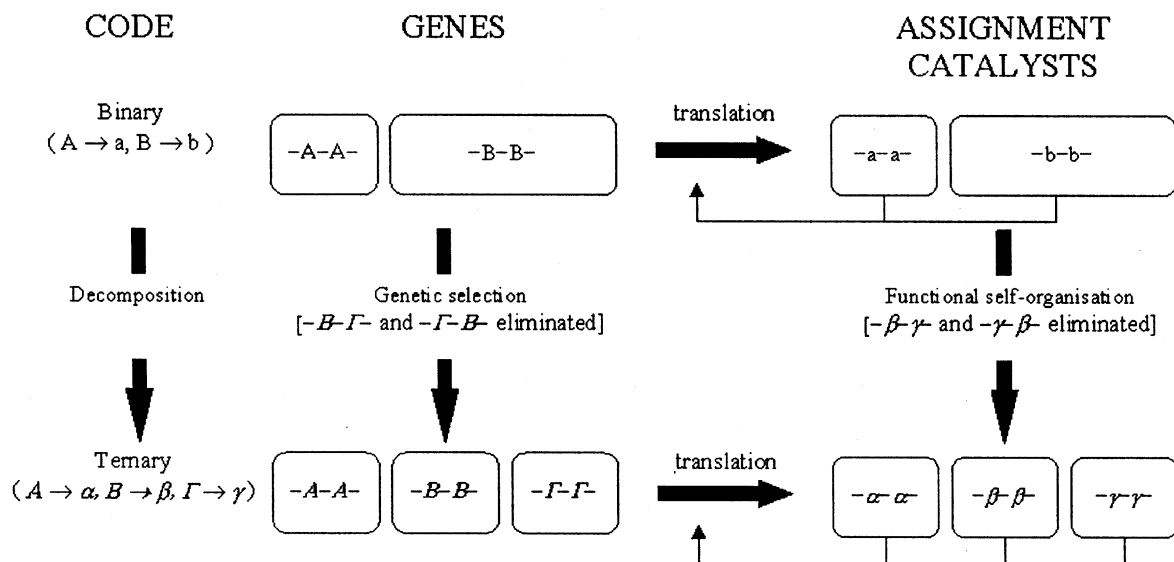 CODE
GENES
ASSIGNMENT
CATALYSTS
Binary
( A → a, B → b )
–A–A–
–B–B–
translation
–a–a–
–b–b–
Decomposition
Genetic selection
[–B–Γ– and –Γ–B– eliminated]
Functional self-organisation
[–β–γ– and –γ–β– eliminated]
Ternary
( A → α, B → β, Γ → γ)
–A–A–
–B–B–
–Γ–Γ–
translation
–α–α–
–β–β–
–γ–γ–